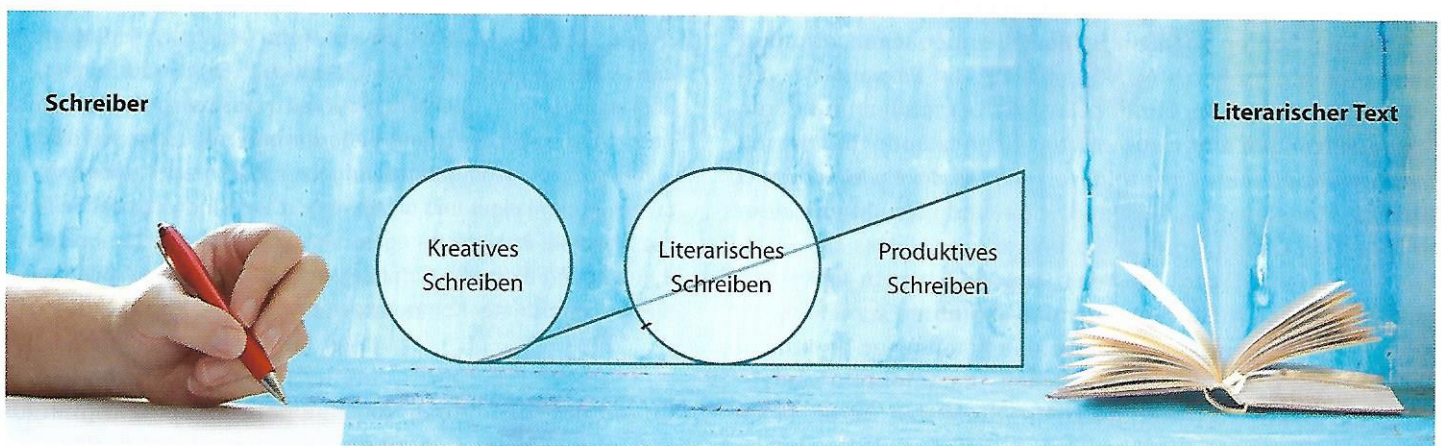 Schreiber
Literarischer Text
Kreatives
Schreiben
Literarisches
Schreiben
Produktives
Schreiben